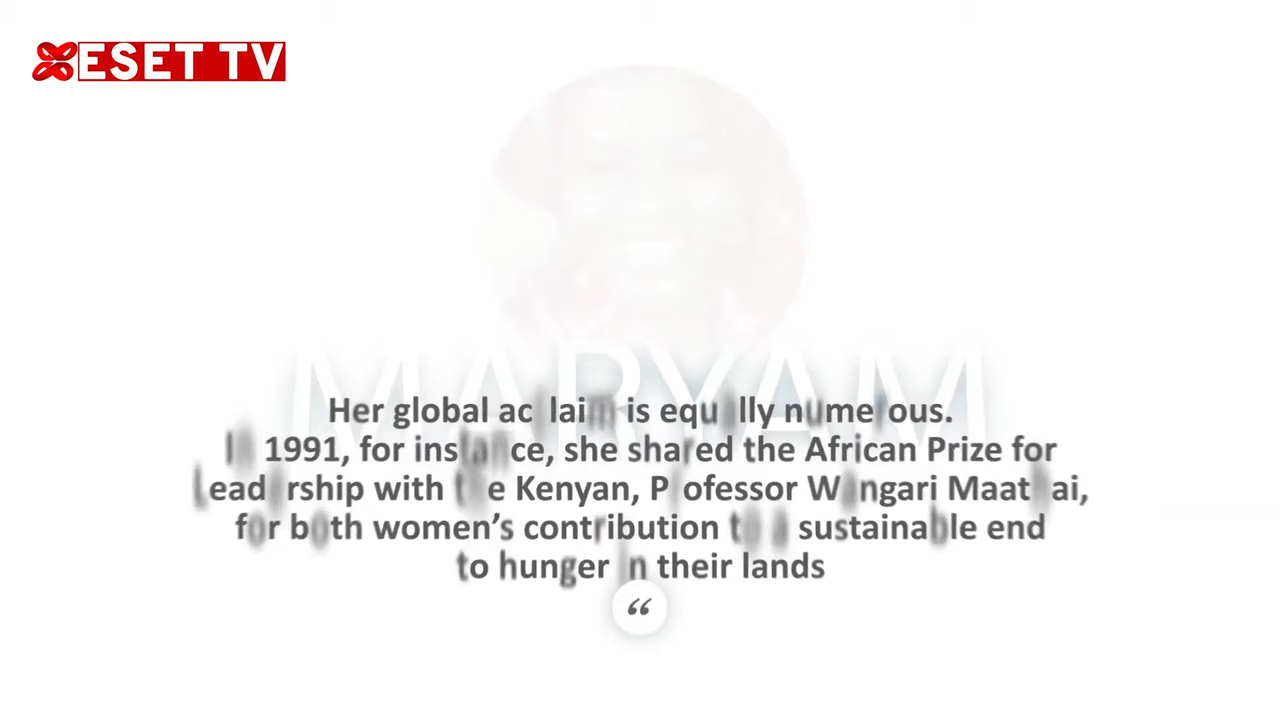 ESET TV
MARYAM
Her global acclaim is equally numerous.
In 1991, for instance, she shared the African Prize for
Leadership with the Kenyan, Professor Wangari Maathai,
for both women’s contribution to a sustainable end
to hunger in their lands
“